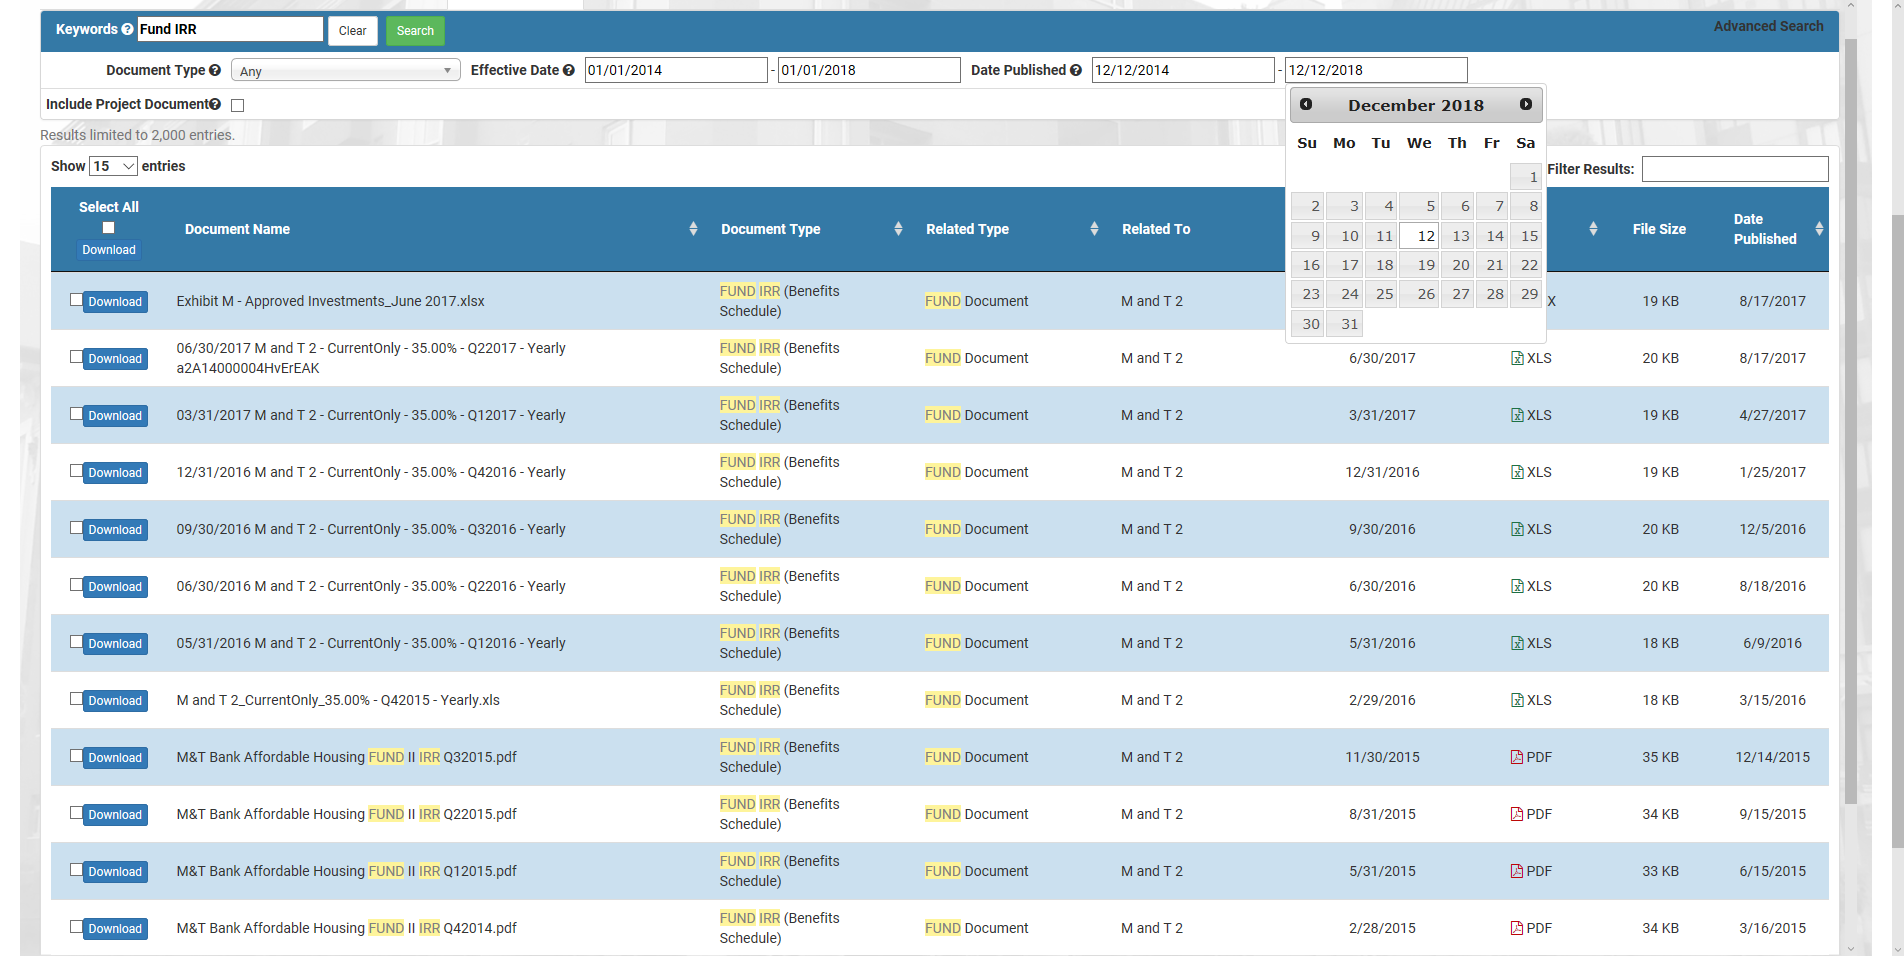 Keywords Fund IRR Clear Search Advanced Search
Document Type Any Effective Date 01/01/2014 - 01/01/2018 Date Published 12/12/2014 - 12/12/2018
Include Project Document
Results limited to 2,000 entries.
Show 15 entries
Filter Results:
December 2018
Su Mo Tu We Th Fr Sa
1
2 3 4 5 6 7 8
9 10 11 12 13 14 15
16 17 18 19 20 21 22
23 24 25 26 27 28 29
30 31
Select All
Download
Document Name Document Type Related Type Related To File Size Date
Published
Download Exhibit M - Approved Investments_June 2017.xlsx FUND IRR (Benefits FUND Document M and T 2 X 19 KB 8/17/2017
Schedule)
Download 06/30/2017 M and T 2 - CurrentOnly - 35.00% - Q22017 - Yearly FUND IRR (Benefits FUND Document M and T 2 6/30/2017 XLS 20 KB 8/17/2017
a2A14000004HvErEAK Schedule)
Download 03/31/2017 M and T 2 - CurrentOnly - 35.00% - Q12017 - Yearly FUND IRR (Benefits FUND Document M and T 2 3/31/2017 XLS 19 KB 4/27/2017
Schedule)
Download 12/31/2016 M and T 2 - CurrentOnly - 35.00% - Q42016 - Yearly FUND IRR (Benefits FUND Document M and T 2 12/31/2016 XLS 19 KB 1/25/2017
Schedule)
Download 09/30/2016 M and T 2 - CurrentOnly - 35.00% - Q32016 - Yearly FUND IRR (Benefits FUND Document M and T 2 9/30/2016 XLS 20 KB 12/5/2016
Schedule)
Download 06/30/2016 M and T 2 - CurrentOnly - 35.00% - Q22016 - Yearly FUND IRR (Benefits FUND Document M and T 2 6/30/2016 XLS 20 KB 8/18/2016
Schedule)
Download 05/31/2016 M and T 2 - CurrentOnly - 35.00% - Q12016 - Yearly FUND IRR (Benefits FUND Document M and T 2 5/31/2016 XLS 18 KB 6/9/2016
Schedule)
Download M and T 2_CurrentOnly_35.00% - Q42015 - Yearly.xls FUND IRR (Benefits FUND Document M and T 2 2/29/2016 XLS 18 KB 3/15/2016
Schedule)
Download M&T Bank Affordable Housing FUND II IRR Q32015.pdf FUND IRR (Benefits FUND Document M and T 2 11/30/2015 PDF 35 KB 12/14/2015
Schedule)
Download M&T Bank Affordable Housing FUND II IRR Q22015.pdf FUND IRR (Benefits FUND Document M and T 2 8/31/2015 PDF 34 KB 9/15/2015
Schedule)
Download M&T Bank Affordable Housing FUND II IRR Q12015.pdf FUND IRR (Benefits FUND Document M and T 2 5/31/2015 PDF 33 KB 6/15/2015
Schedule)
Download M&T Bank Affordable Housing FUND II IRR Q42014.pdf FUND IRR (Benefits FUND Document M and T 2 2/28/2015 PDF 34 KB 3/16/2015
Schedule)